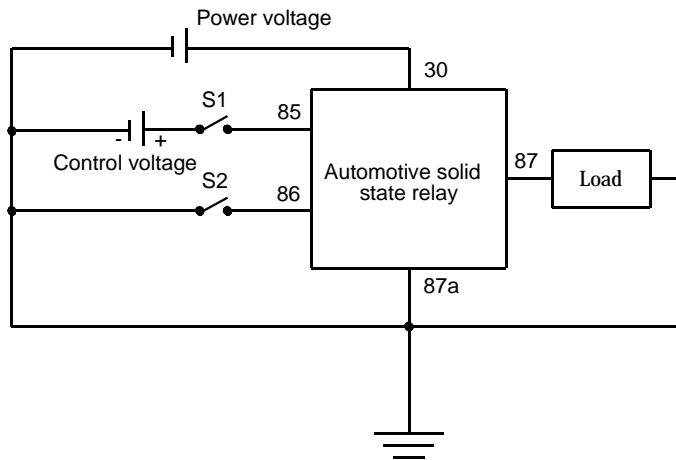 Power voltage
30
S1
85
- +
Control voltage
S2
86
Automotive solid
state relay
87
Load
87a